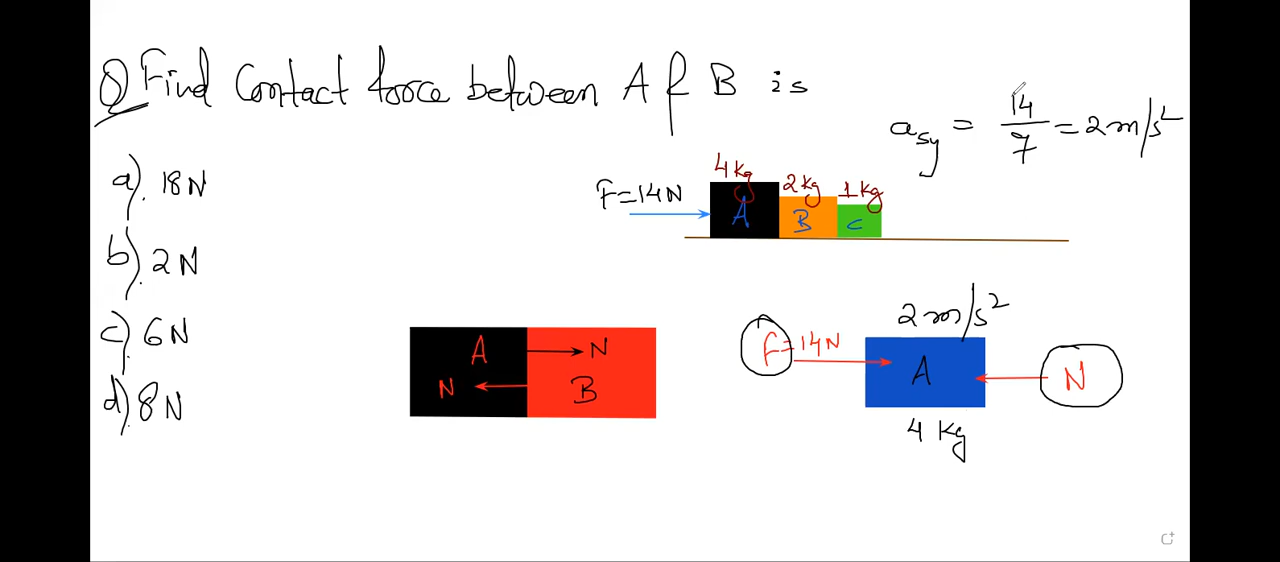 Q Find Contact force between A & B is
a). 18N
b). 2N
c). 6N
d). 8N
a_sy = 14/7 = 2m/s²
4kg 2kg 1kg
F=14N
A B C
A N
N B
2m/s²
F=14N A N
4 Kg